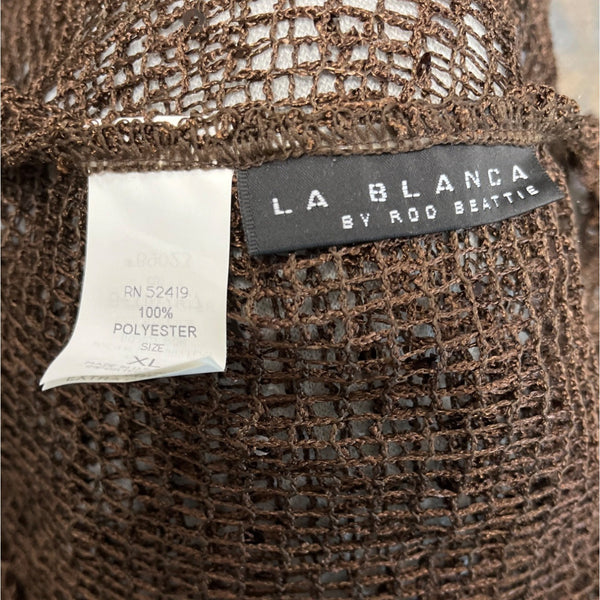 LA BLANCA
BY ROD BEATTIE
RN 52419
100%
POLYESTER
SIZE
XL